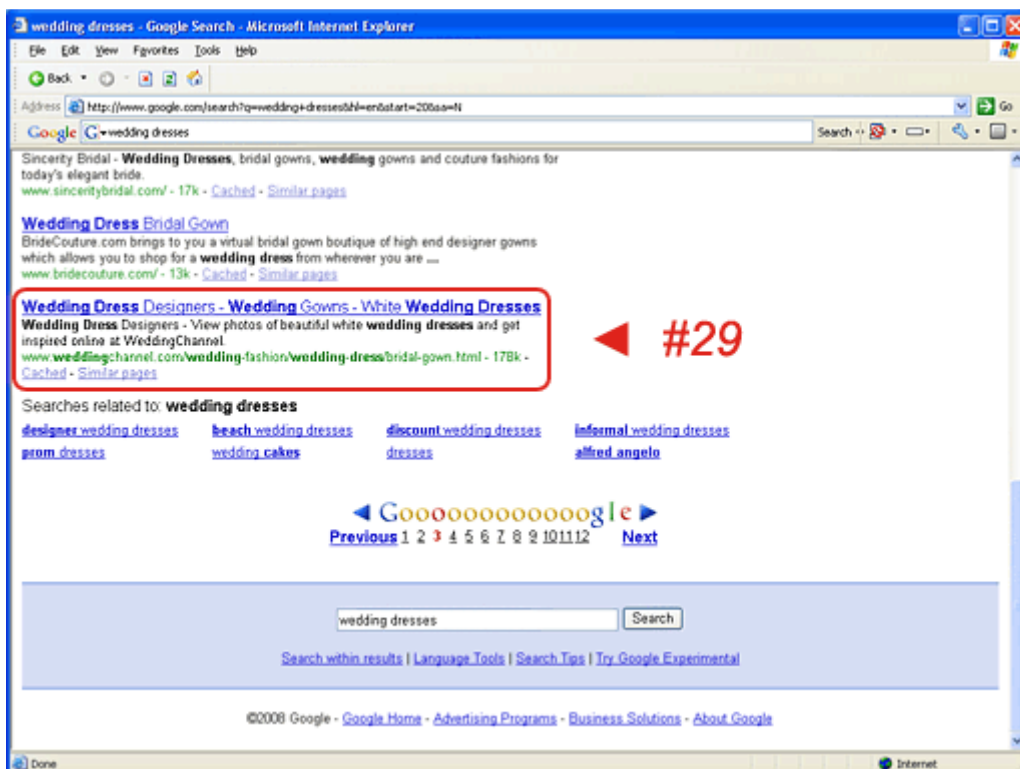 wedding dresses - Google Search - Microsoft Internet Explorer
File Edit View Favorites Tools Help
Back
Address http://www.google.com/search?q=wedding+dresses&hl=en&start=20&sa=N Go
Google G wedding dresses Search
Sincerity Bridal - Wedding Dresses, bridal gowns, wedding gowns and couture fashions for
today's elegant bride.
www.sinceritybridal.com/ - 17k - Cached - Similar pages
Wedding Dress Bridal Gown
BrideCouture.com brings to you a virtual bridal gown boutique of high end designer gowns
which allows you to shop for a wedding dress from wherever you are ....
www.bridecouture.com/ - 13k - Cached - Similar pages
Wedding Dress Designers - Wedding Gowns - White Wedding Dresses
Wedding Dress Designers - View photos of beautiful white wedding dresses and get
inspired online at WeddingChannel.
www.weddingchannel.com/wedding-fashion/wedding-dress/bridal-gown.html - 178k -
Cached - Similar pages
#29
Searches related to: wedding dresses
designer wedding dresses beach wedding dresses discount wedding dresses informal wedding dresses
prom dresses wedding cakes dresses alfred angelo
Gooooooooooooogle
Previous 1 2 3 4 5 6 7 8 9 10 11 12 Next
wedding dresses Search
Search within results | Language Tools | Search Tips | Try Google Experimental
©2008 Google - Google Home - Advertising Programs - Business Solutions - About Google
Done Internet